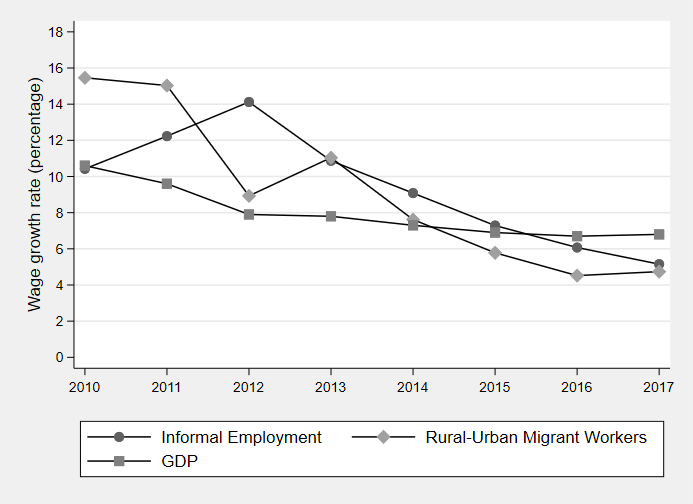 Wage growth rate (percentage)
18
16
14
12
10
8
6
4
2
0
2010 2011 2012 2013 2014 2015 2016 2017
Informal Employment Rural-Urban Migrant Workers
GDP